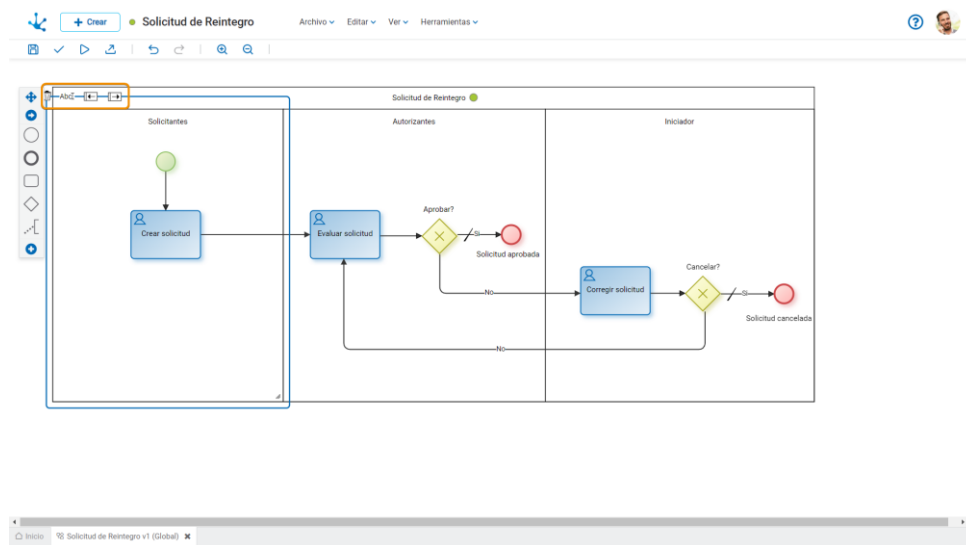 + Crear
Solicitud de Reintegro
Archivo
Editar
Ver
Herramientas
?
Abc
Solicitud de Reintegro
Solicitantes
Autorizantes
Iniciador
Crear solicitud
Evaluar solicitud
Aprobar?
Si
Solicitud aprobada
No
Corregir solicitud
Cancelar?
Si
Solicitud cancelada
No
Inicio
Solicitud de Reintegro v1 (Global)